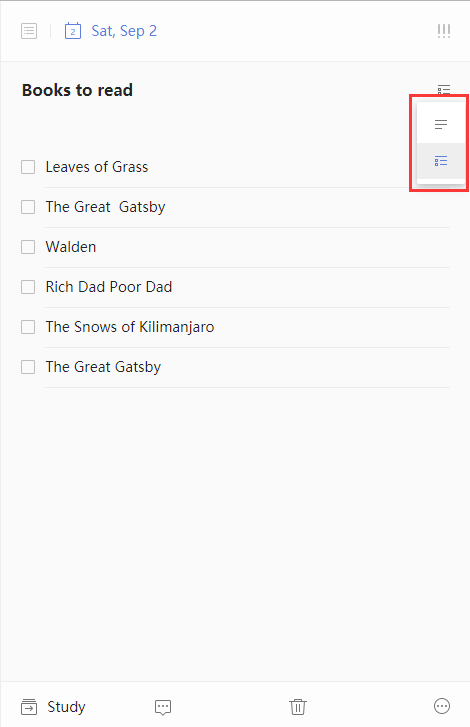 2 Sat, Sep 2
!!!
Books to read
Leaves of Grass
The Great  Gatsby
Walden
Rich Dad Poor Dad
The Snows of Kilimanjaro
The Great Gatsby
Study